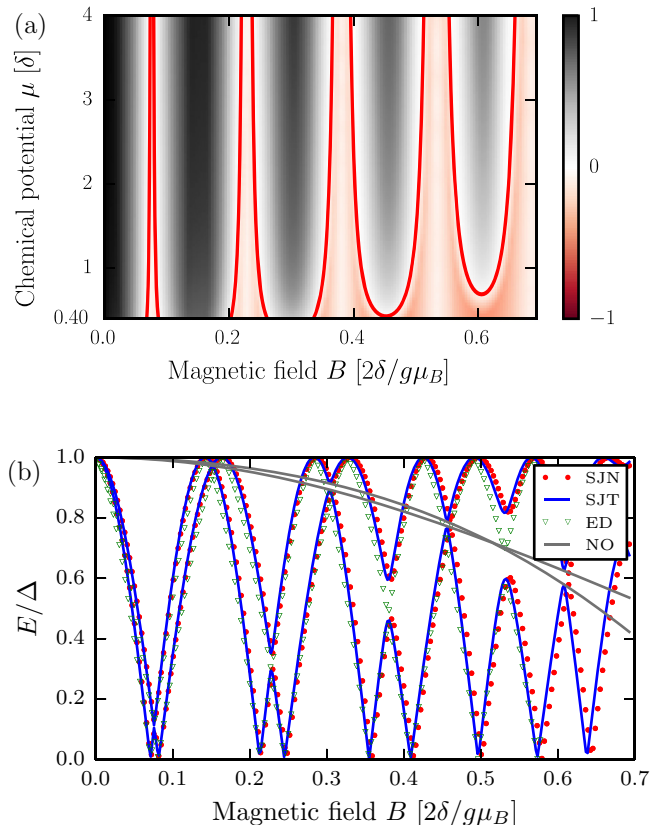 (a)
Chemical potential μ [δ]
4
3
2
1
0.40
0.0
0.2
0.4
0.6
Magnetic field B [2δ/gμ_B]
1
0
−1
(b)
E/Δ
1.0
0.8
0.6
0.4
0.2
0.0
0.0
0.1
0.2
0.3
0.4
0.5
0.6
0.7
Magnetic field B [2δ/gμ_B]
SJN
SJT
ED
NO